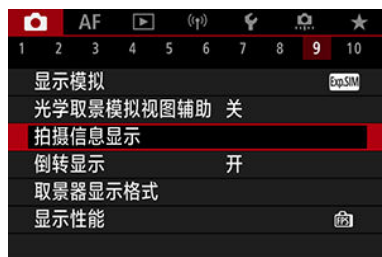 AF
1 2 3 4 5 6 7 8 9 10
显示模拟 Exp.SIM
光学取景模拟视图辅助 关
拍摄信息显示
倒转显示 开
取景器显示格式
显示性能 FPS